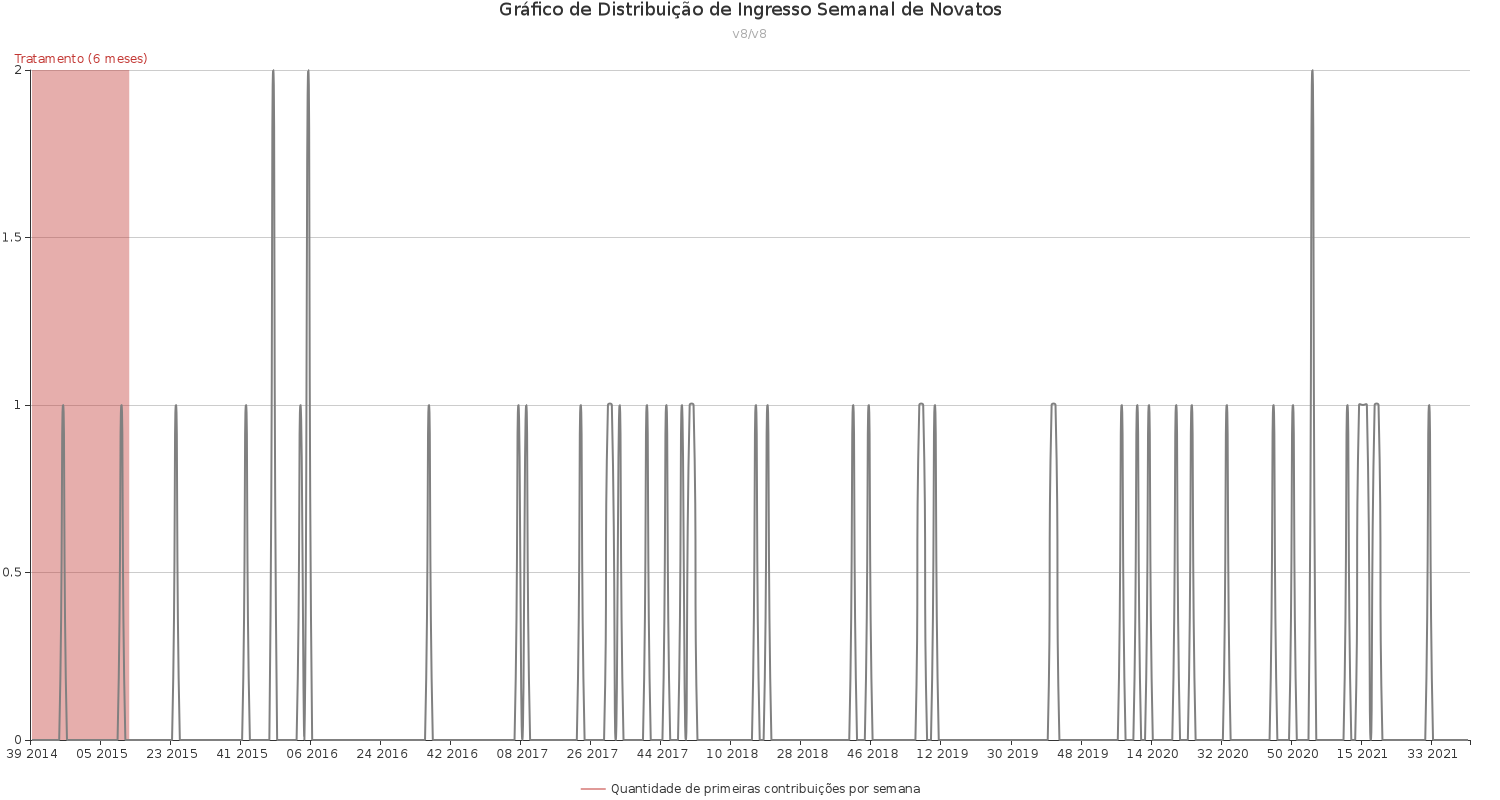 Gráfico de Distribuição de Ingresso Semanal de Novatos
v8/v8
Tratamento (6 meses)
2
1.5
1
0.5
0
39 2014 05 2015 23 2015 41 2015 06 2016 24 2016 42 2016 08 2017 26 2017 44 2017 10 2018 28 2018 46 2018 12 2019 30 2019 48 2019 14 2020 32 2020 50 2020 15 2021 33 2021
Quantidade de primeiras contribuições por semana